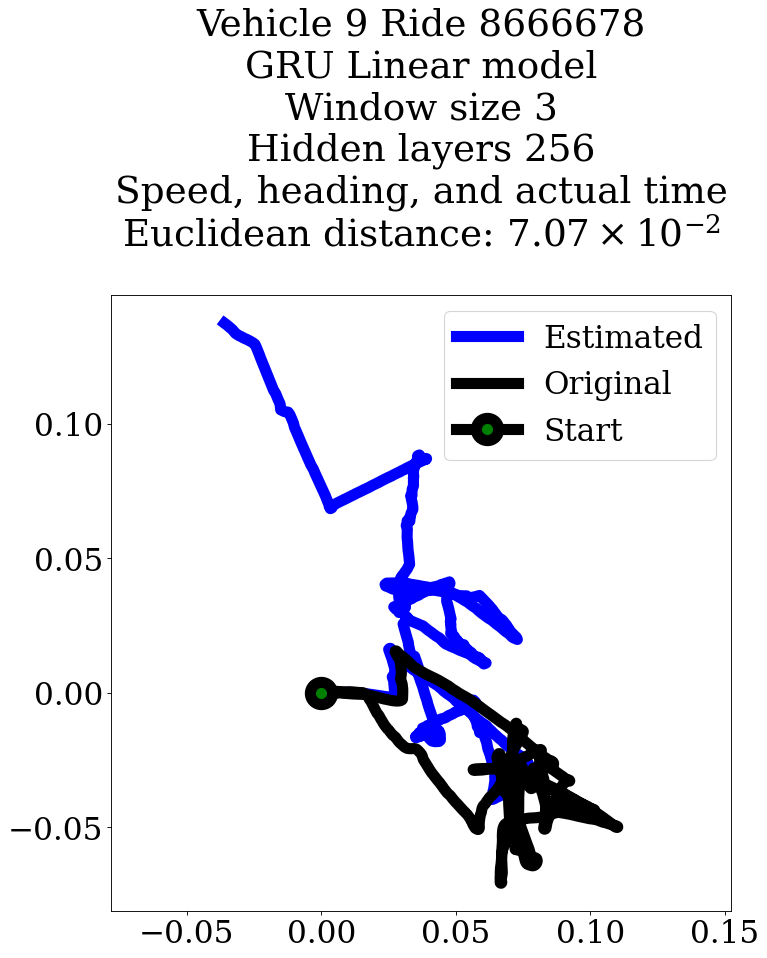 Vehicle 9 Ride 8666678
GRU Linear model
Window size 3
Hidden layers 256
Speed, heading, and actual time
Euclidean distance: 7.07 × 10⁻²
Estimated
Original
Start
0.10
0.05
0.00
−0.05
−0.05 0.00 0.05 0.10 0.15